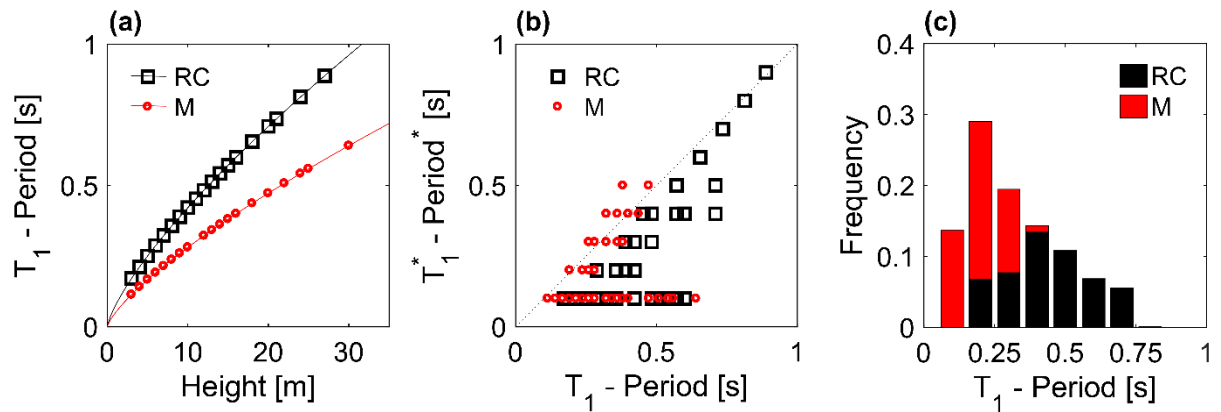 (a)
T1 - Period [s]
1
0.5
0
RC
M
0 10 20 30
Height [m]
(b)
T1* - Period* [s]
1
0.5
0
RC
M
0 0.5 1
T1 - Period [s]
(c)
Frequency
0.4
0.3
0.2
0.1
0
RC
M
0 0.25 0.5 0.75 1
T1 - Period [s]